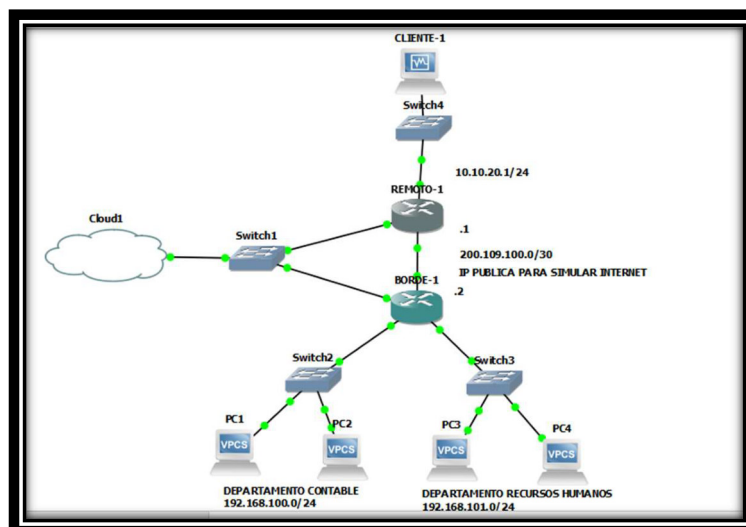 CLIENTE-1
Switch4
10.10.20.1/24
REMOTO-1
.1
Cloud1
Switch1
200.109.100.0/30
IP PUBLICA PARA SIMULAR INTERNET
BORDE-1
.2
Switch2
Switch3
PC1
PC2
PC3
PC4
VPCS
VPCS
VPCS
VPCS
DEPARTAMENTO CONTABLE
192.168.100.0/24
DEPARTAMENTO RECURSOS HUMANOS
192.168.101.0/24